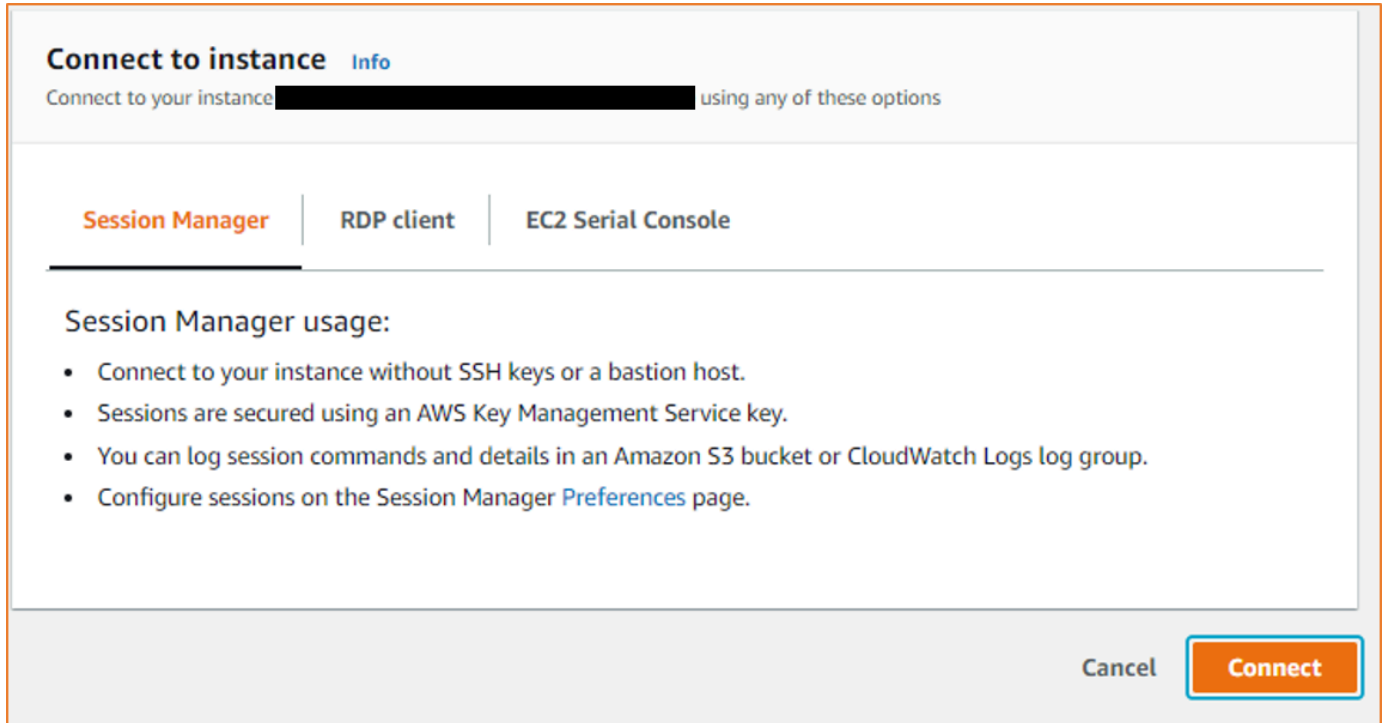 Connect to instance Info
Connect to your instance using any of these options
Session Manager RDP client EC2 Serial Console
Session Manager usage:
• Connect to your instance without SSH keys or a bastion host.
• Sessions are secured using an AWS Key Management Service key.
• You can log session commands and details in an Amazon S3 bucket or CloudWatch Logs log group.
• Configure sessions on the Session Manager Preferences page.
Cancel Connect